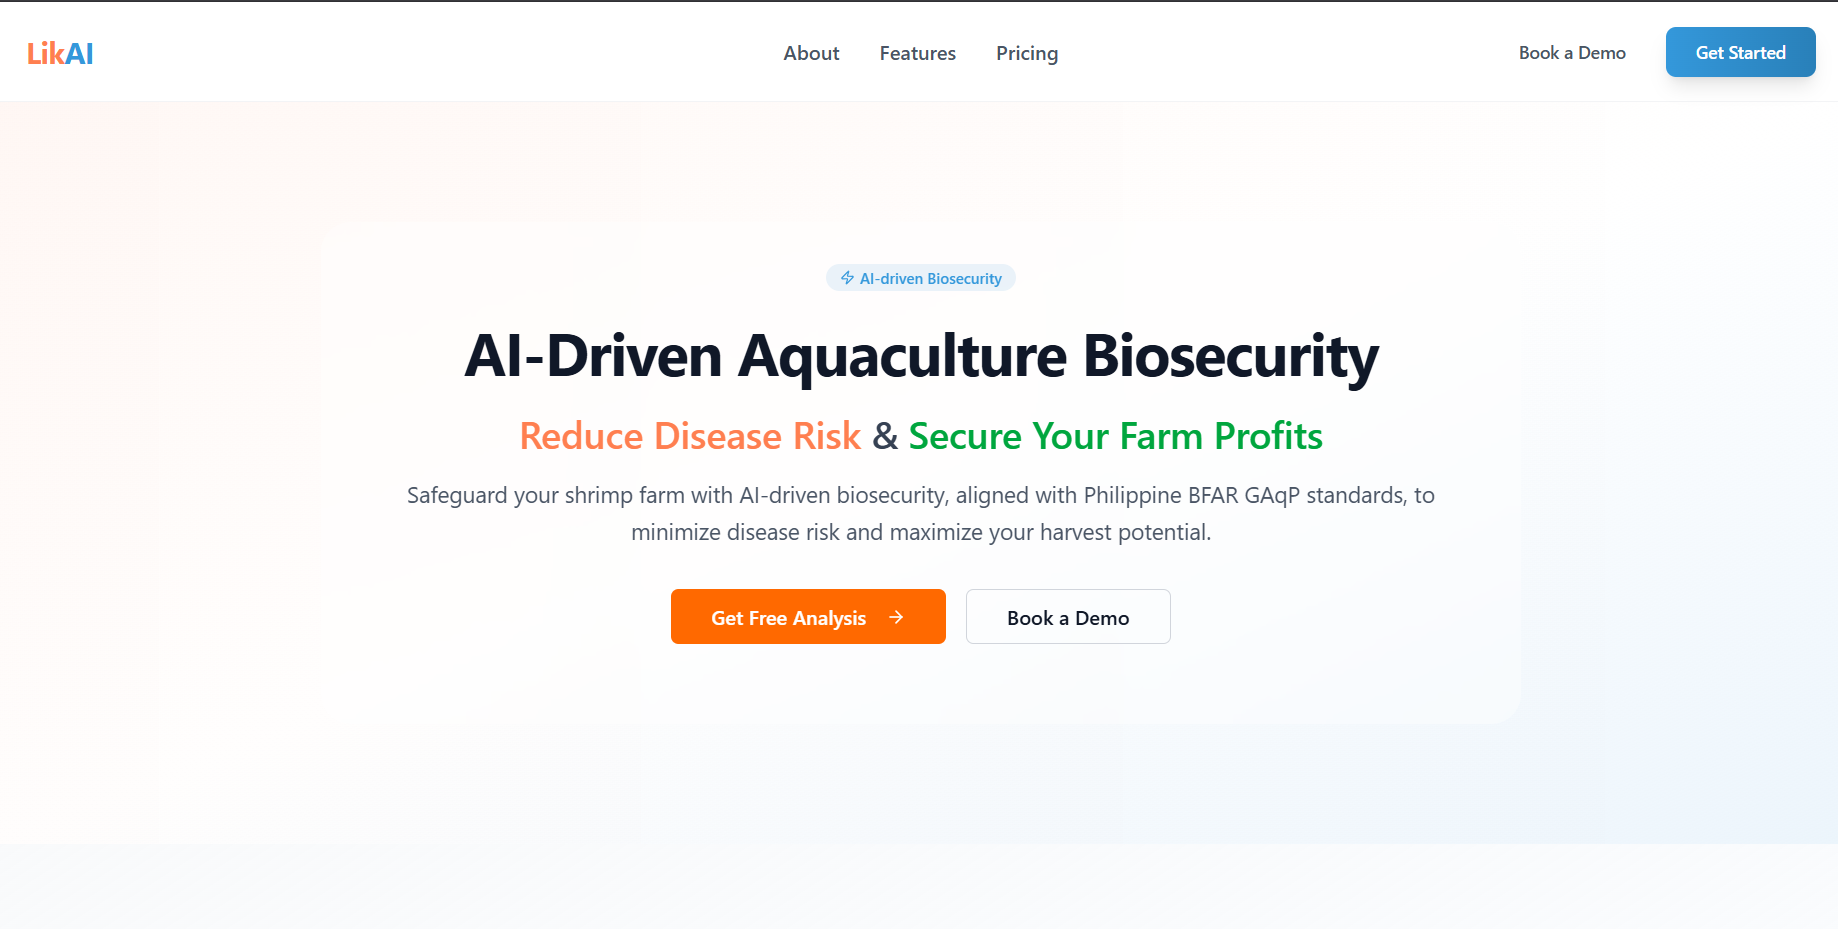 LikAI
About
Features
Pricing
Book a Demo
Get Started
AI-driven Biosecurity
AI-Driven Aquaculture Biosecurity
Reduce Disease Risk & Secure Your Farm Profits
Safeguard your shrimp farm with AI-driven biosecurity, aligned with Philippine BFAR GAqP standards, to
minimize disease risk and maximize your harvest potential.
Get Free Analysis
Book a Demo